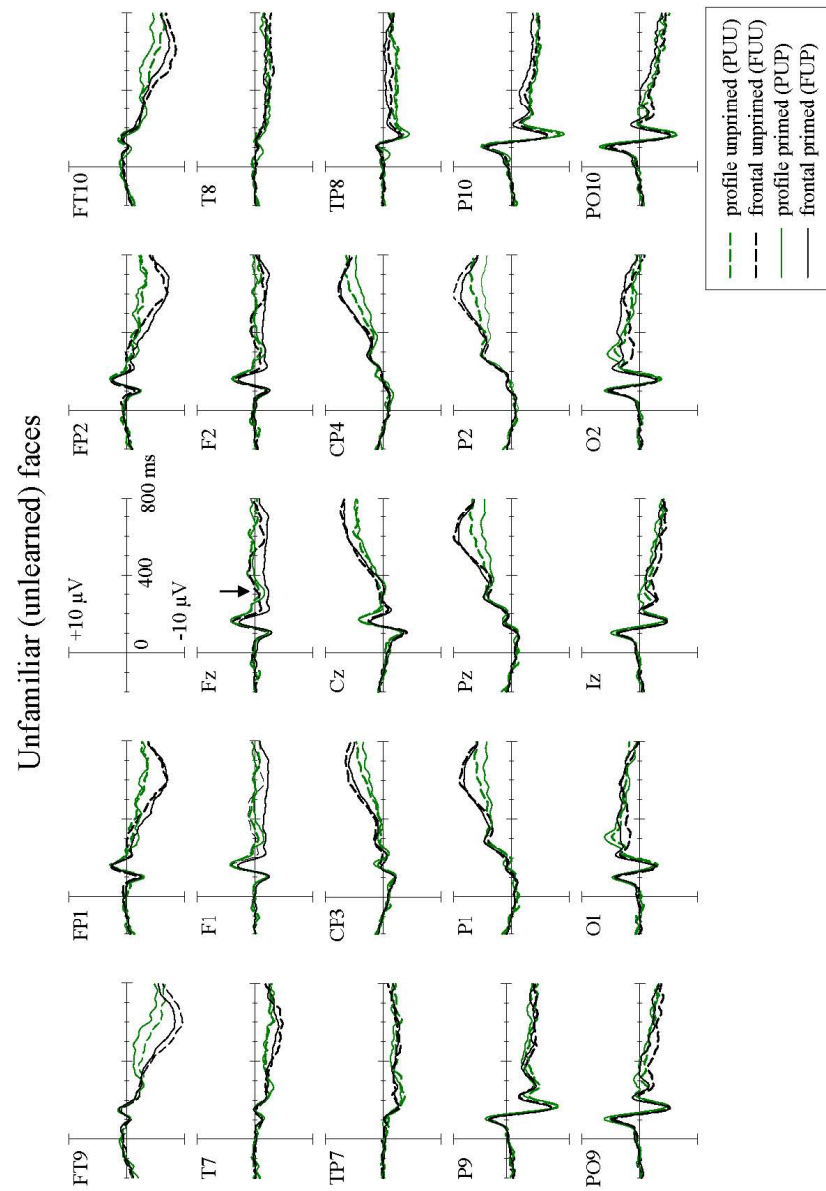 Unfamiliar (unlearned) faces
FT9
FP1
+10 µV
0
400
800 ms
-10 µV
FP2
FT10
T7
F1
Fz
F2
T8
TP7
CP3
Cz
CP4
TP8
P9
P1
Pz
P2
P10
PO9
O1
Iz
O2
PO10
profile unprimed (PUU)
frontal unprimed (FUU)
profile primed (PUP)
frontal primed (FUP)